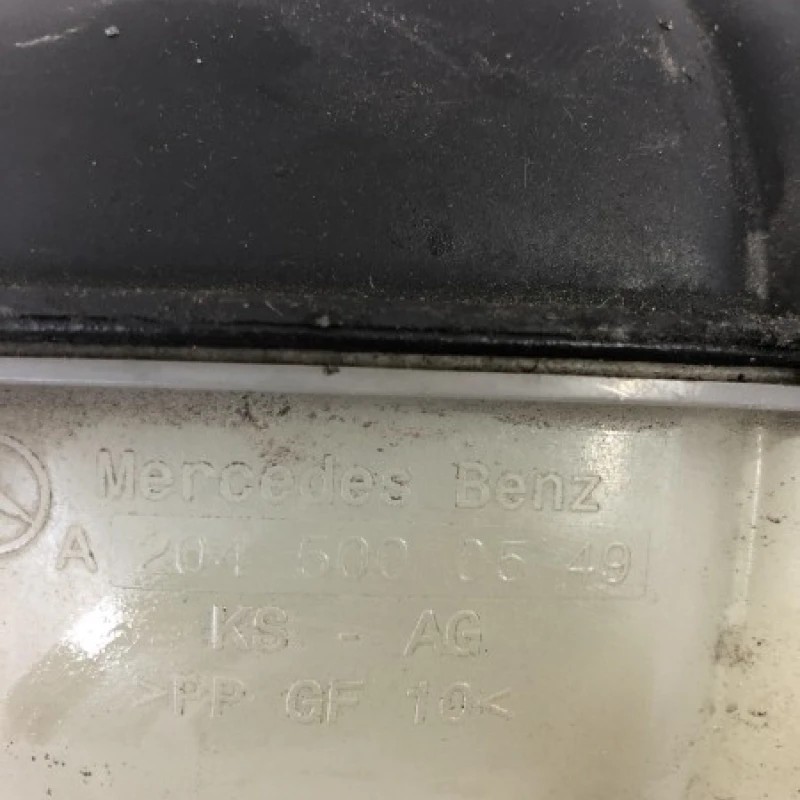 Mercedes Benz
A 204 500 05 49
KS - AG
>PP GF 10<